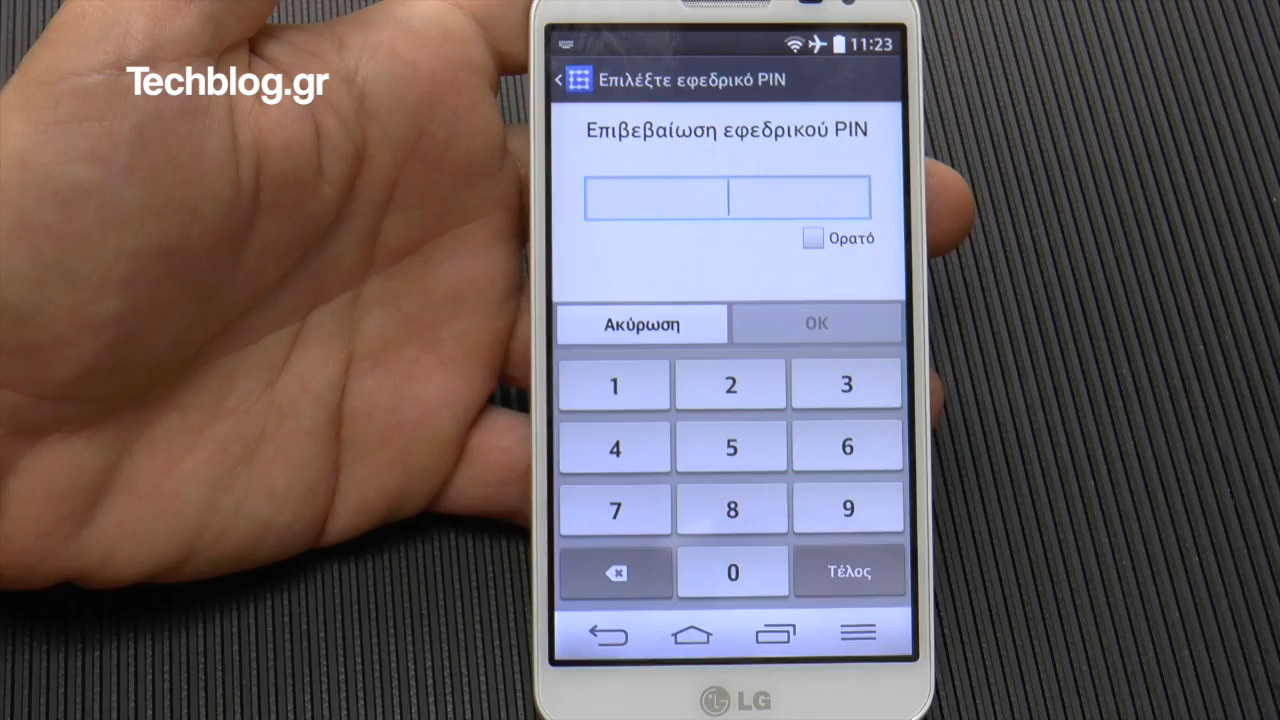 Techblog.gr
11:23
Επιλέξτε εφεδρικό PIN
Επιβεβαίωση εφεδρικού PIN
Ορατό
Ακύρωση OK
1 2 3
4 5 6
7 8 9
0 Τέλος
LG